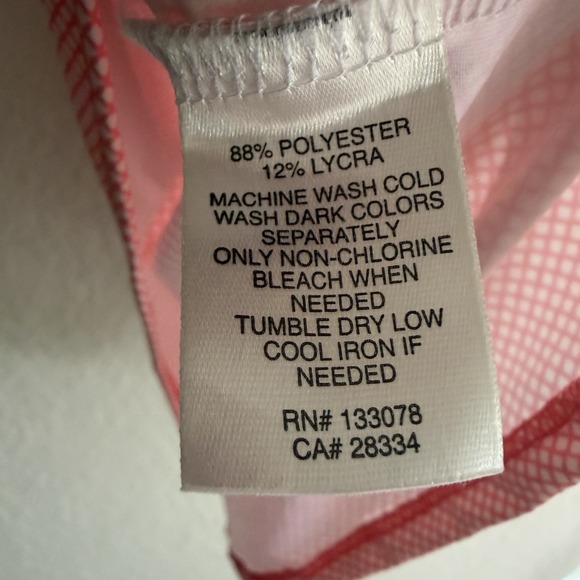 88% POLYESTER
12% LYCRA
MACHINE WASH COLD
WASH DARK COLORS
SEPARATELY
ONLY NON-CHLORINE
BLEACH WHEN
NEEDED
TUMBLE DRY LOW
COOL IRON IF
NEEDED
RN# 133078
CA# 28334